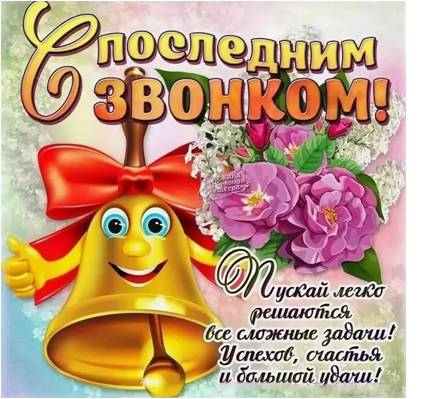 С последним
звонком!
Пускай легко
решаются
все сложные задачи!
Успехов, счастья
и большой удачи!